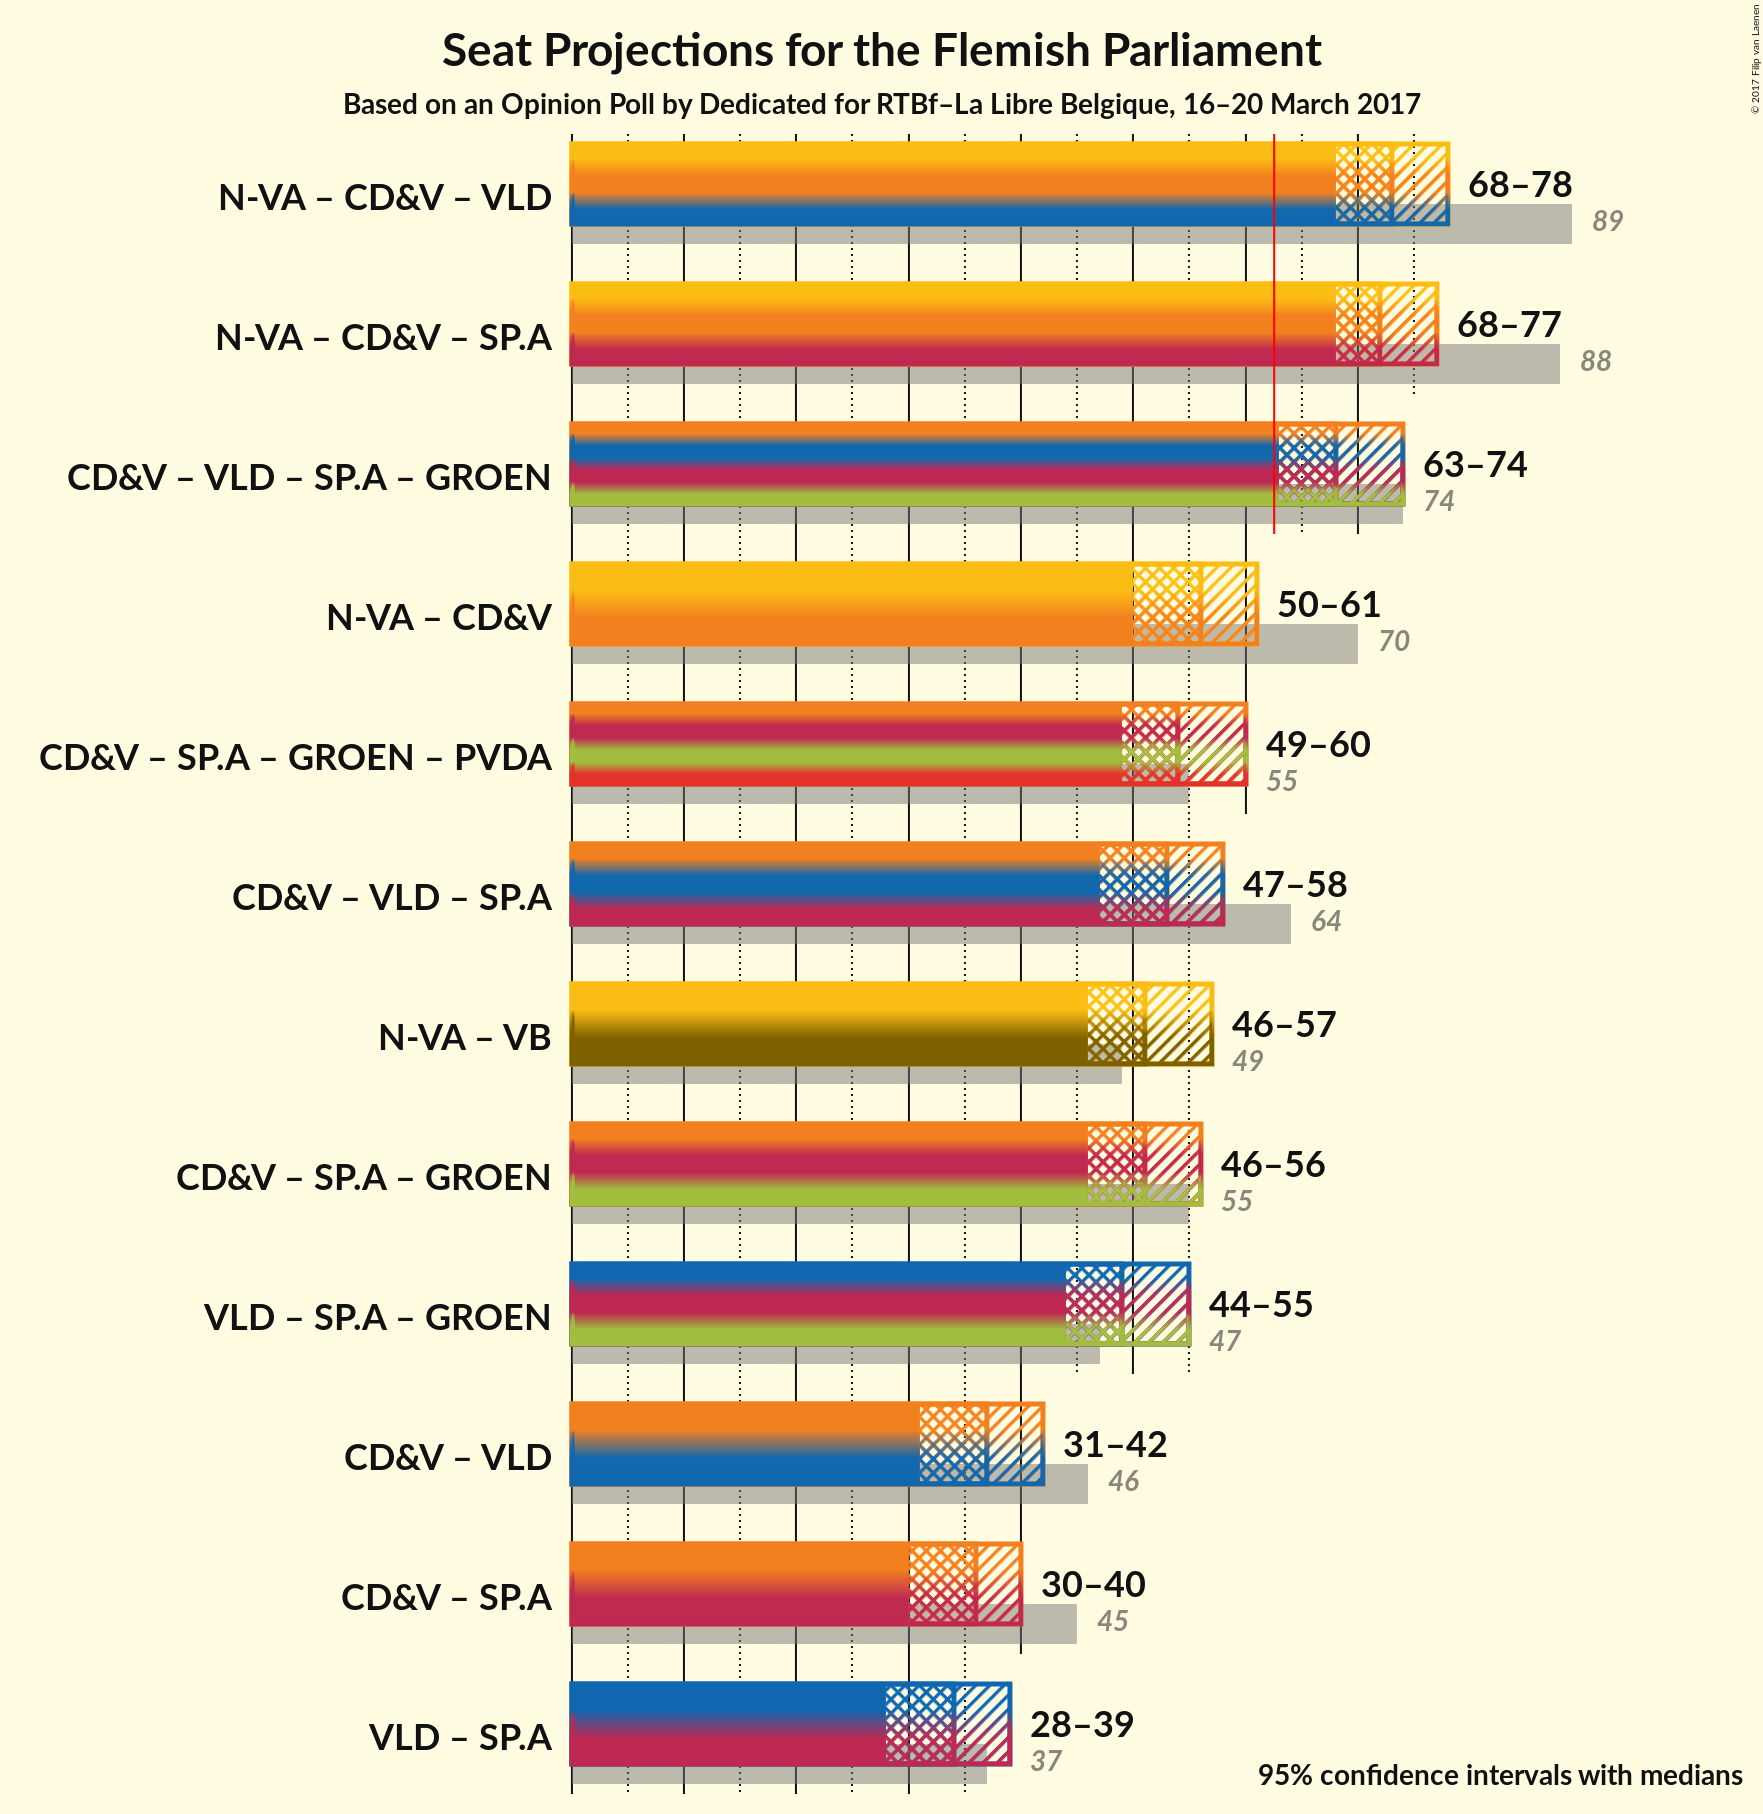 © 2017 Filip van Laenen
Seat Projections for the Flemish Parliament
Based on an Opinion Poll by Dedicated for RTBf–La Libre Belgique, 16–20 March 2017
N-VA – CD&V – VLD
68–78
89
N-VA – CD&V – SP.A
68–77
88
CD&V – VLD – SP.A – GROEN
63–74
74
N-VA – CD&V
50–61
70
CD&V – SP.A – GROEN – PVDA
49–60
55
CD&V – VLD – SP.A
47–58
64
N-VA – VB
46–57
49
CD&V – SP.A – GROEN
46–56
55
VLD – SP.A – GROEN
44–55
47
CD&V – VLD
31–42
46
CD&V – SP.A
30–40
45
VLD – SP.A
28–39
37
95% confidence intervals with medians